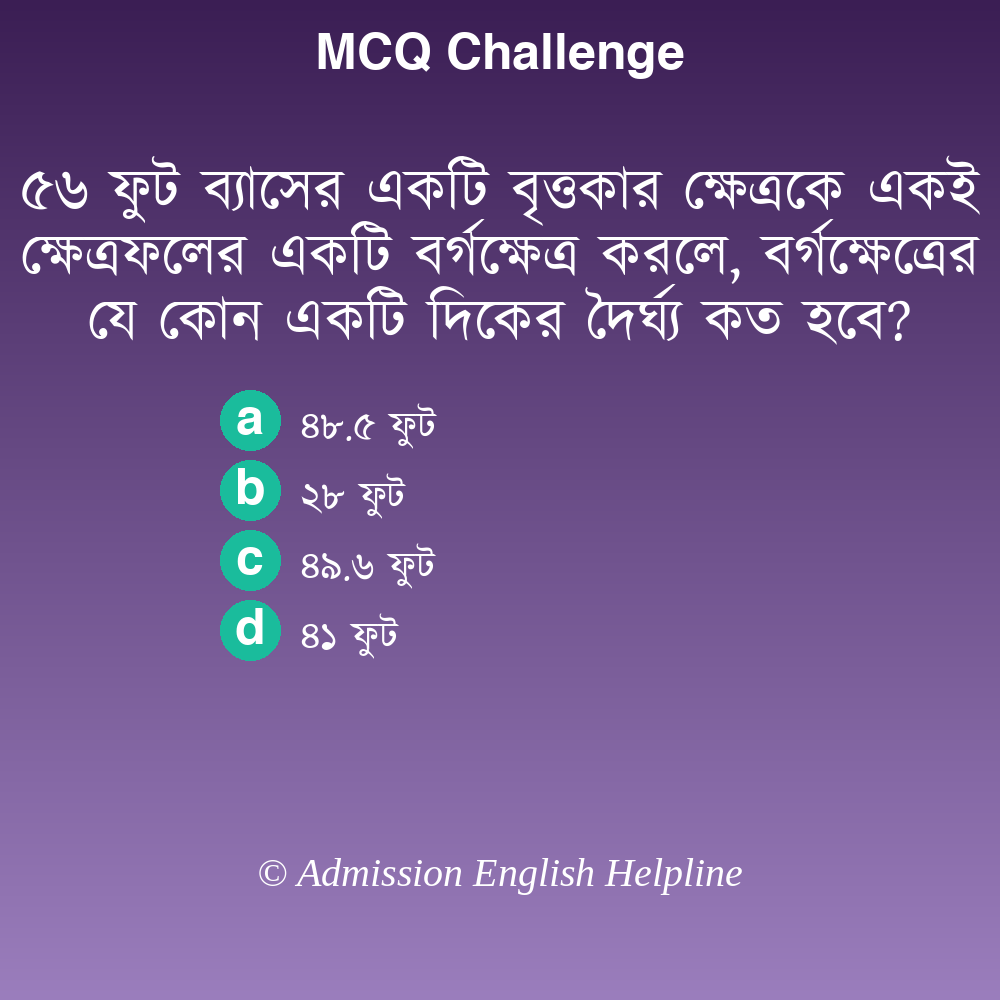 MCQ Challenge
৫৬ ফুট ব্যাসের একটি বৃত্তকার ক্ষেত্রকে একই
ক্ষেত্রফলের একটি বর্গক্ষেত্র করলে, বর্গক্ষেত্রের
যে কোন একটি দিকের দৈর্ঘ্য কত হবে?
a ৪৮.৫ ফুট
b ২৮ ফুট
c ৪৯.৬ ফুট
d ৪১ ফুট
© Admission English Helpline